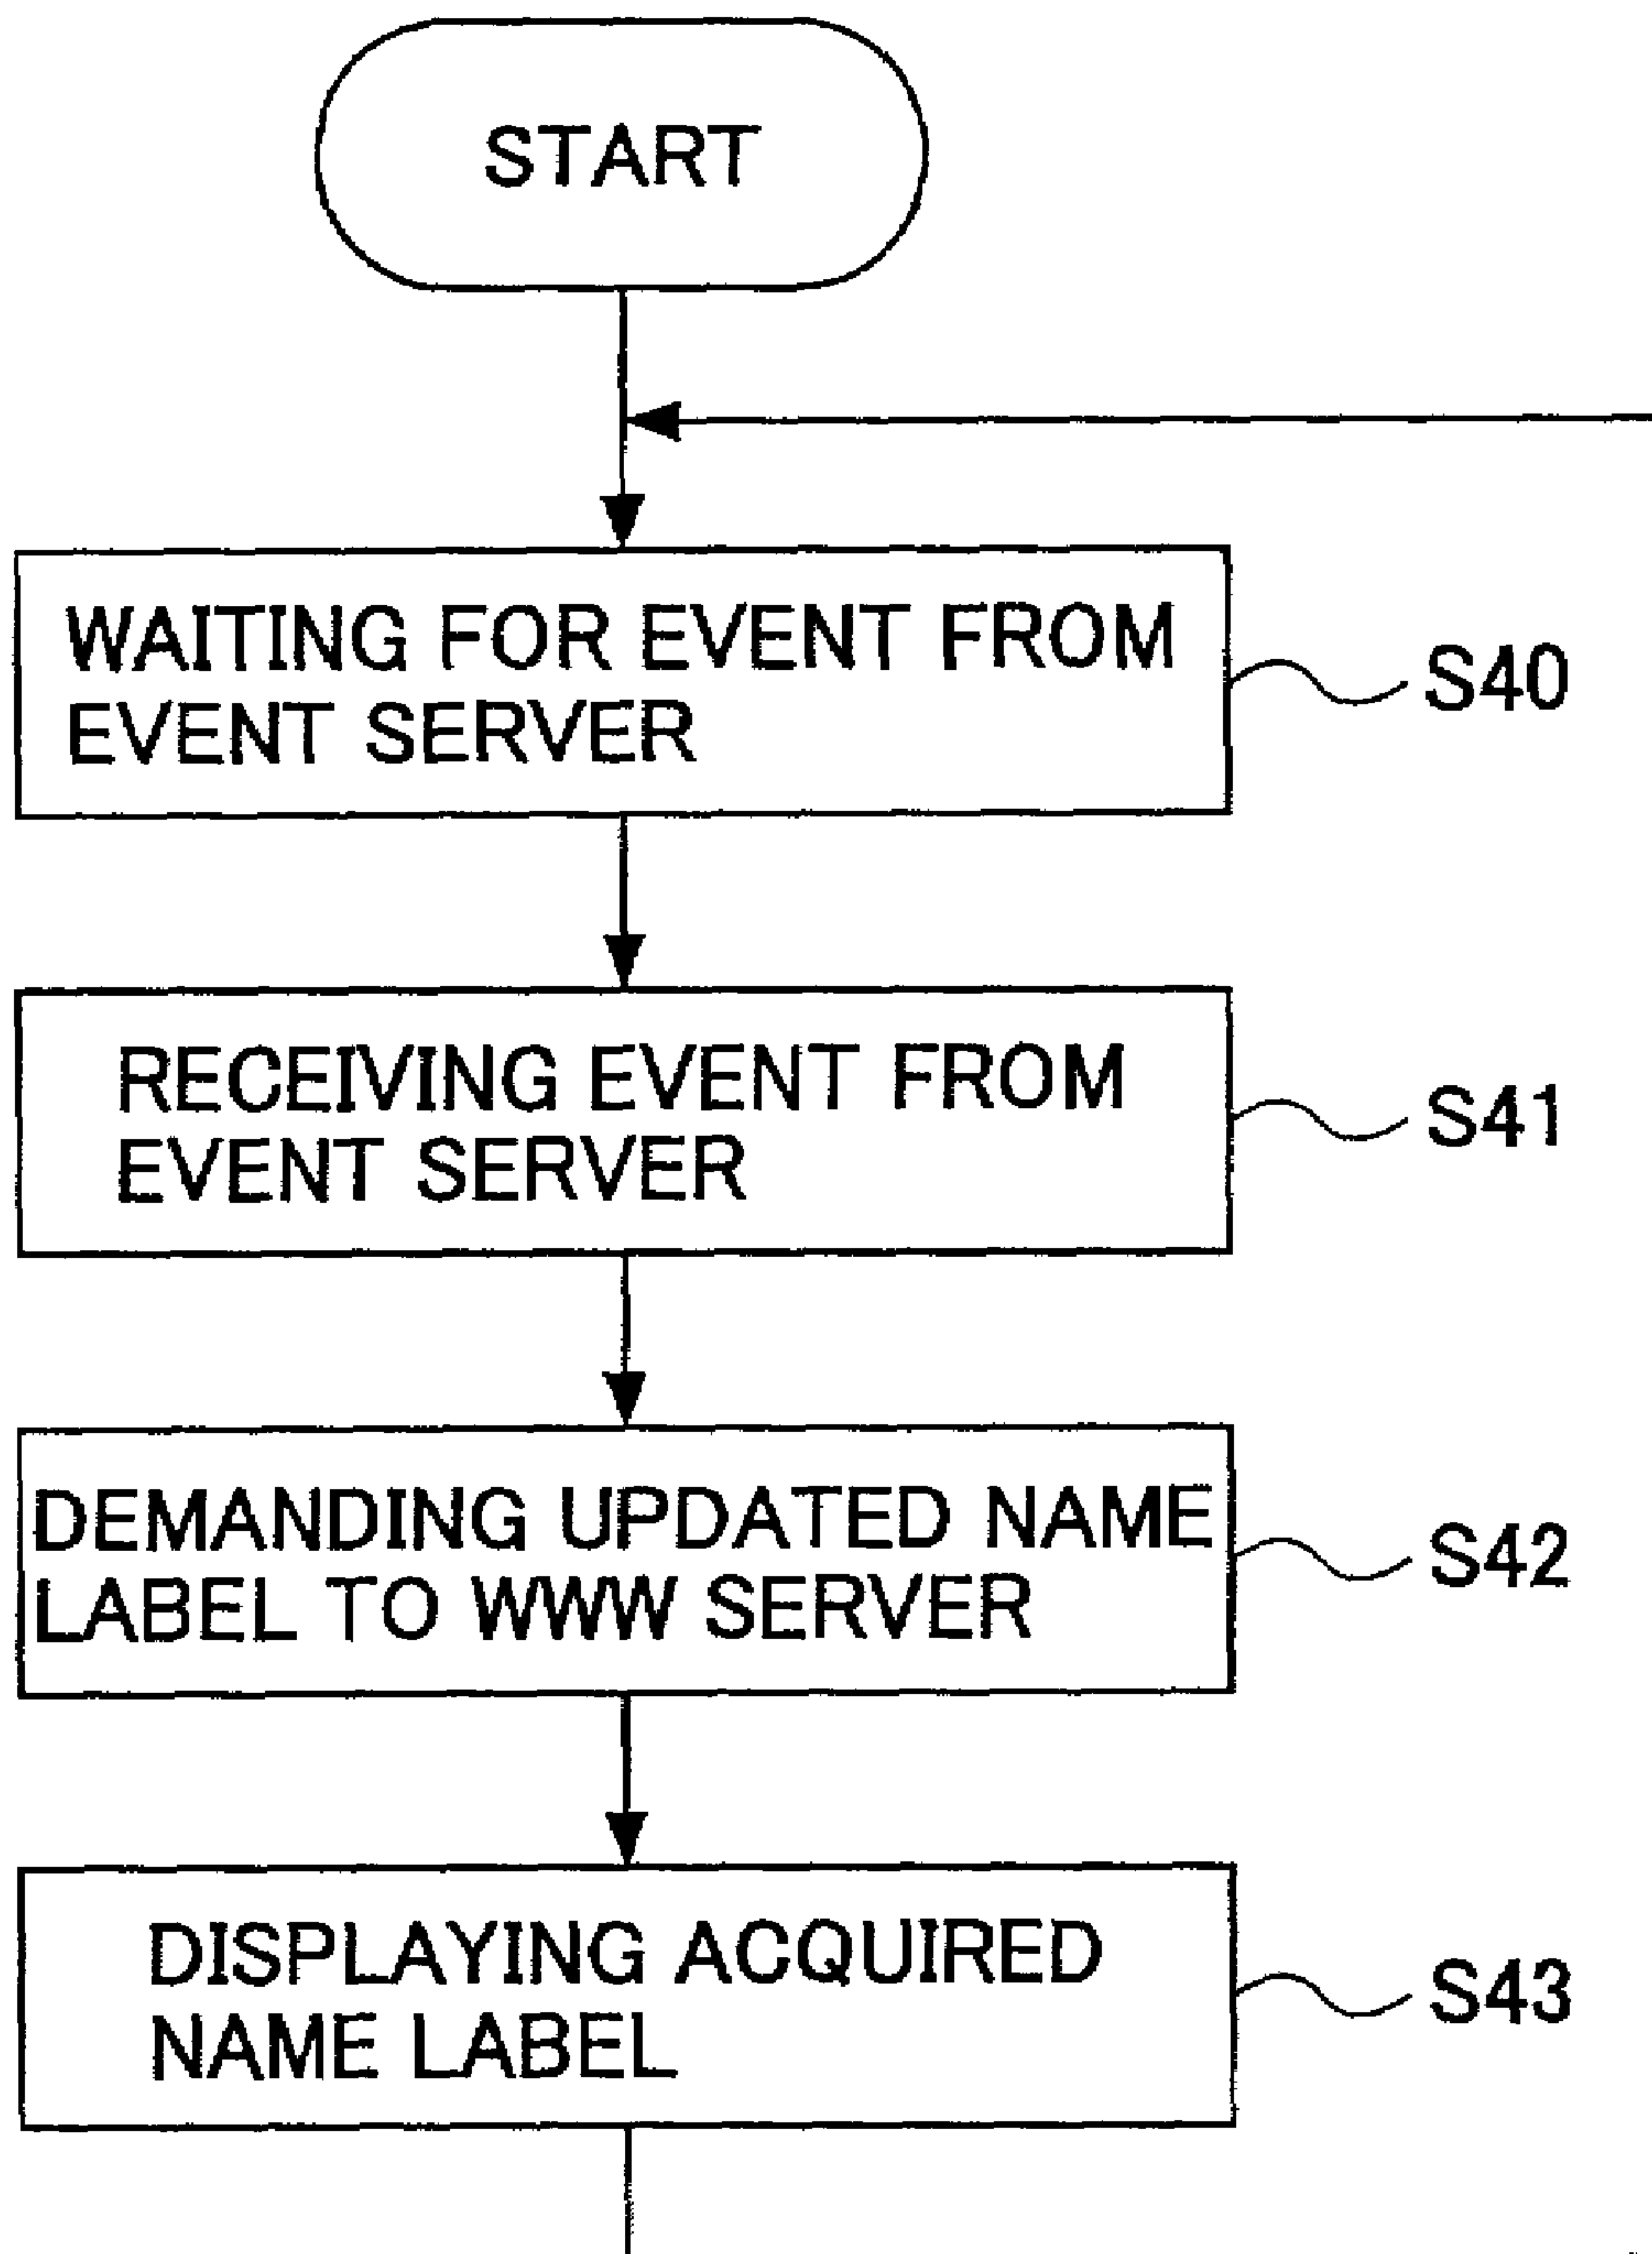 START
WAITING FOR EVENT FROM
EVENT SERVER
S40
RECEIVING EVENT FROM
EVENT SERVER
S41
DEMANDING UPDATED NAME
LABEL TO WWW SERVER
S42
DISPLAYING ACQUIRED
NAME LABEL
S43